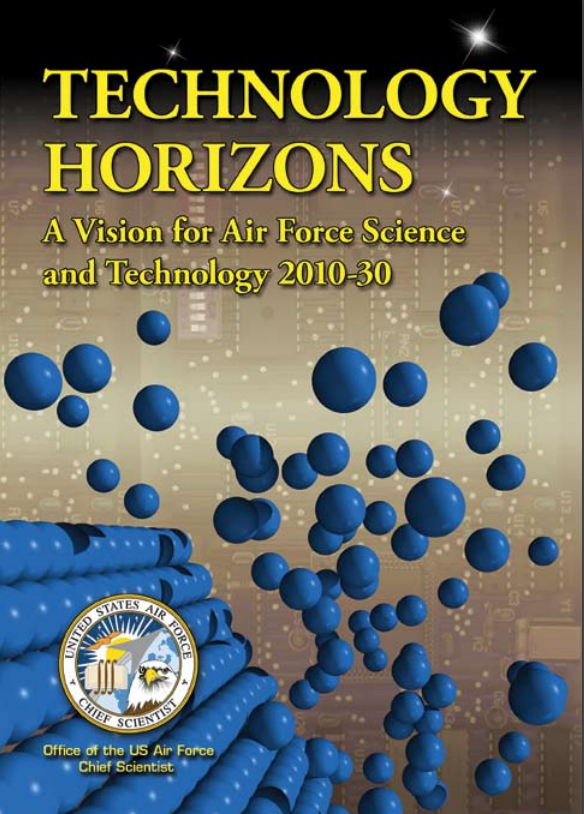 TECHNOLOGY
HORIZONS
A Vision for Air Force Science
and Technology 2010-30
UNITED STATES AIR FORCE
CHIEF SCIENTIST
Office of the US Air Force
Chief Scientist